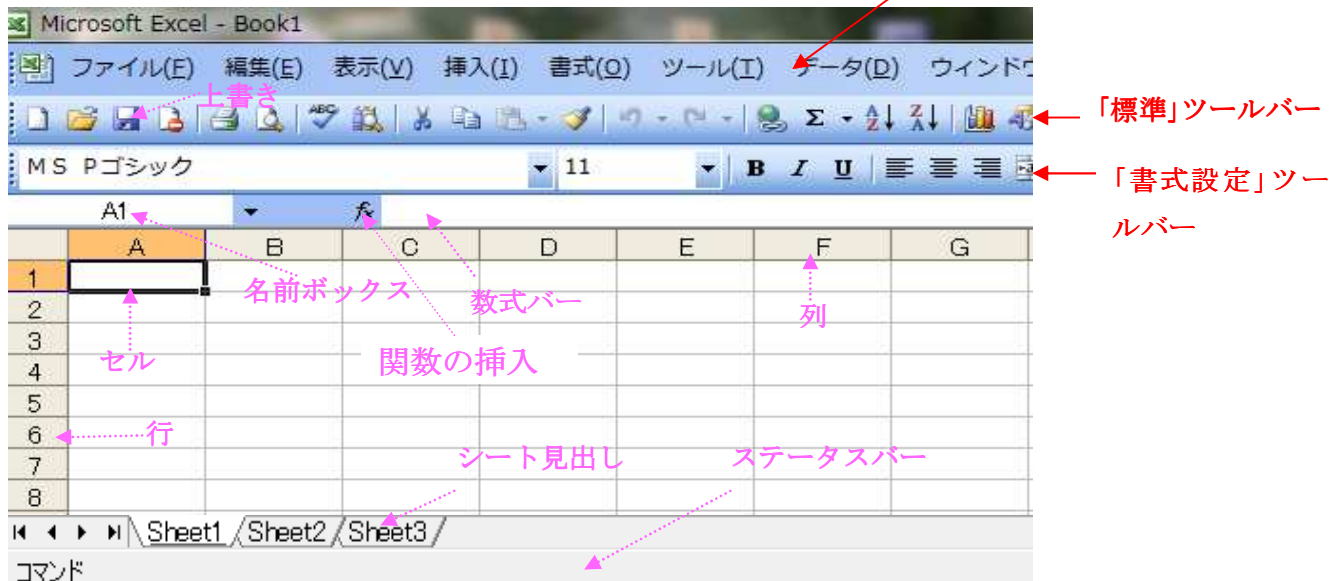 Microsoft Excel - Book1
ファイル(F) 編集(E) 表示(V) 挿入(I) 書式(O) ツール(T) データ(D) ウィンドウ
上書き
ABC
Σ
A Z Z A
「標準」ツールバー
MS Pゴシック 11 B I U
「書式設定」ツー
ルバー
A1 fx
A B C D E F G
1
名前ボックス
数式バー
2
列
3
セル
関数の挿入
4
5
6
行
シート見出し ステータスバー
7
8
Sheet1 Sheet2 Sheet3
コマンド